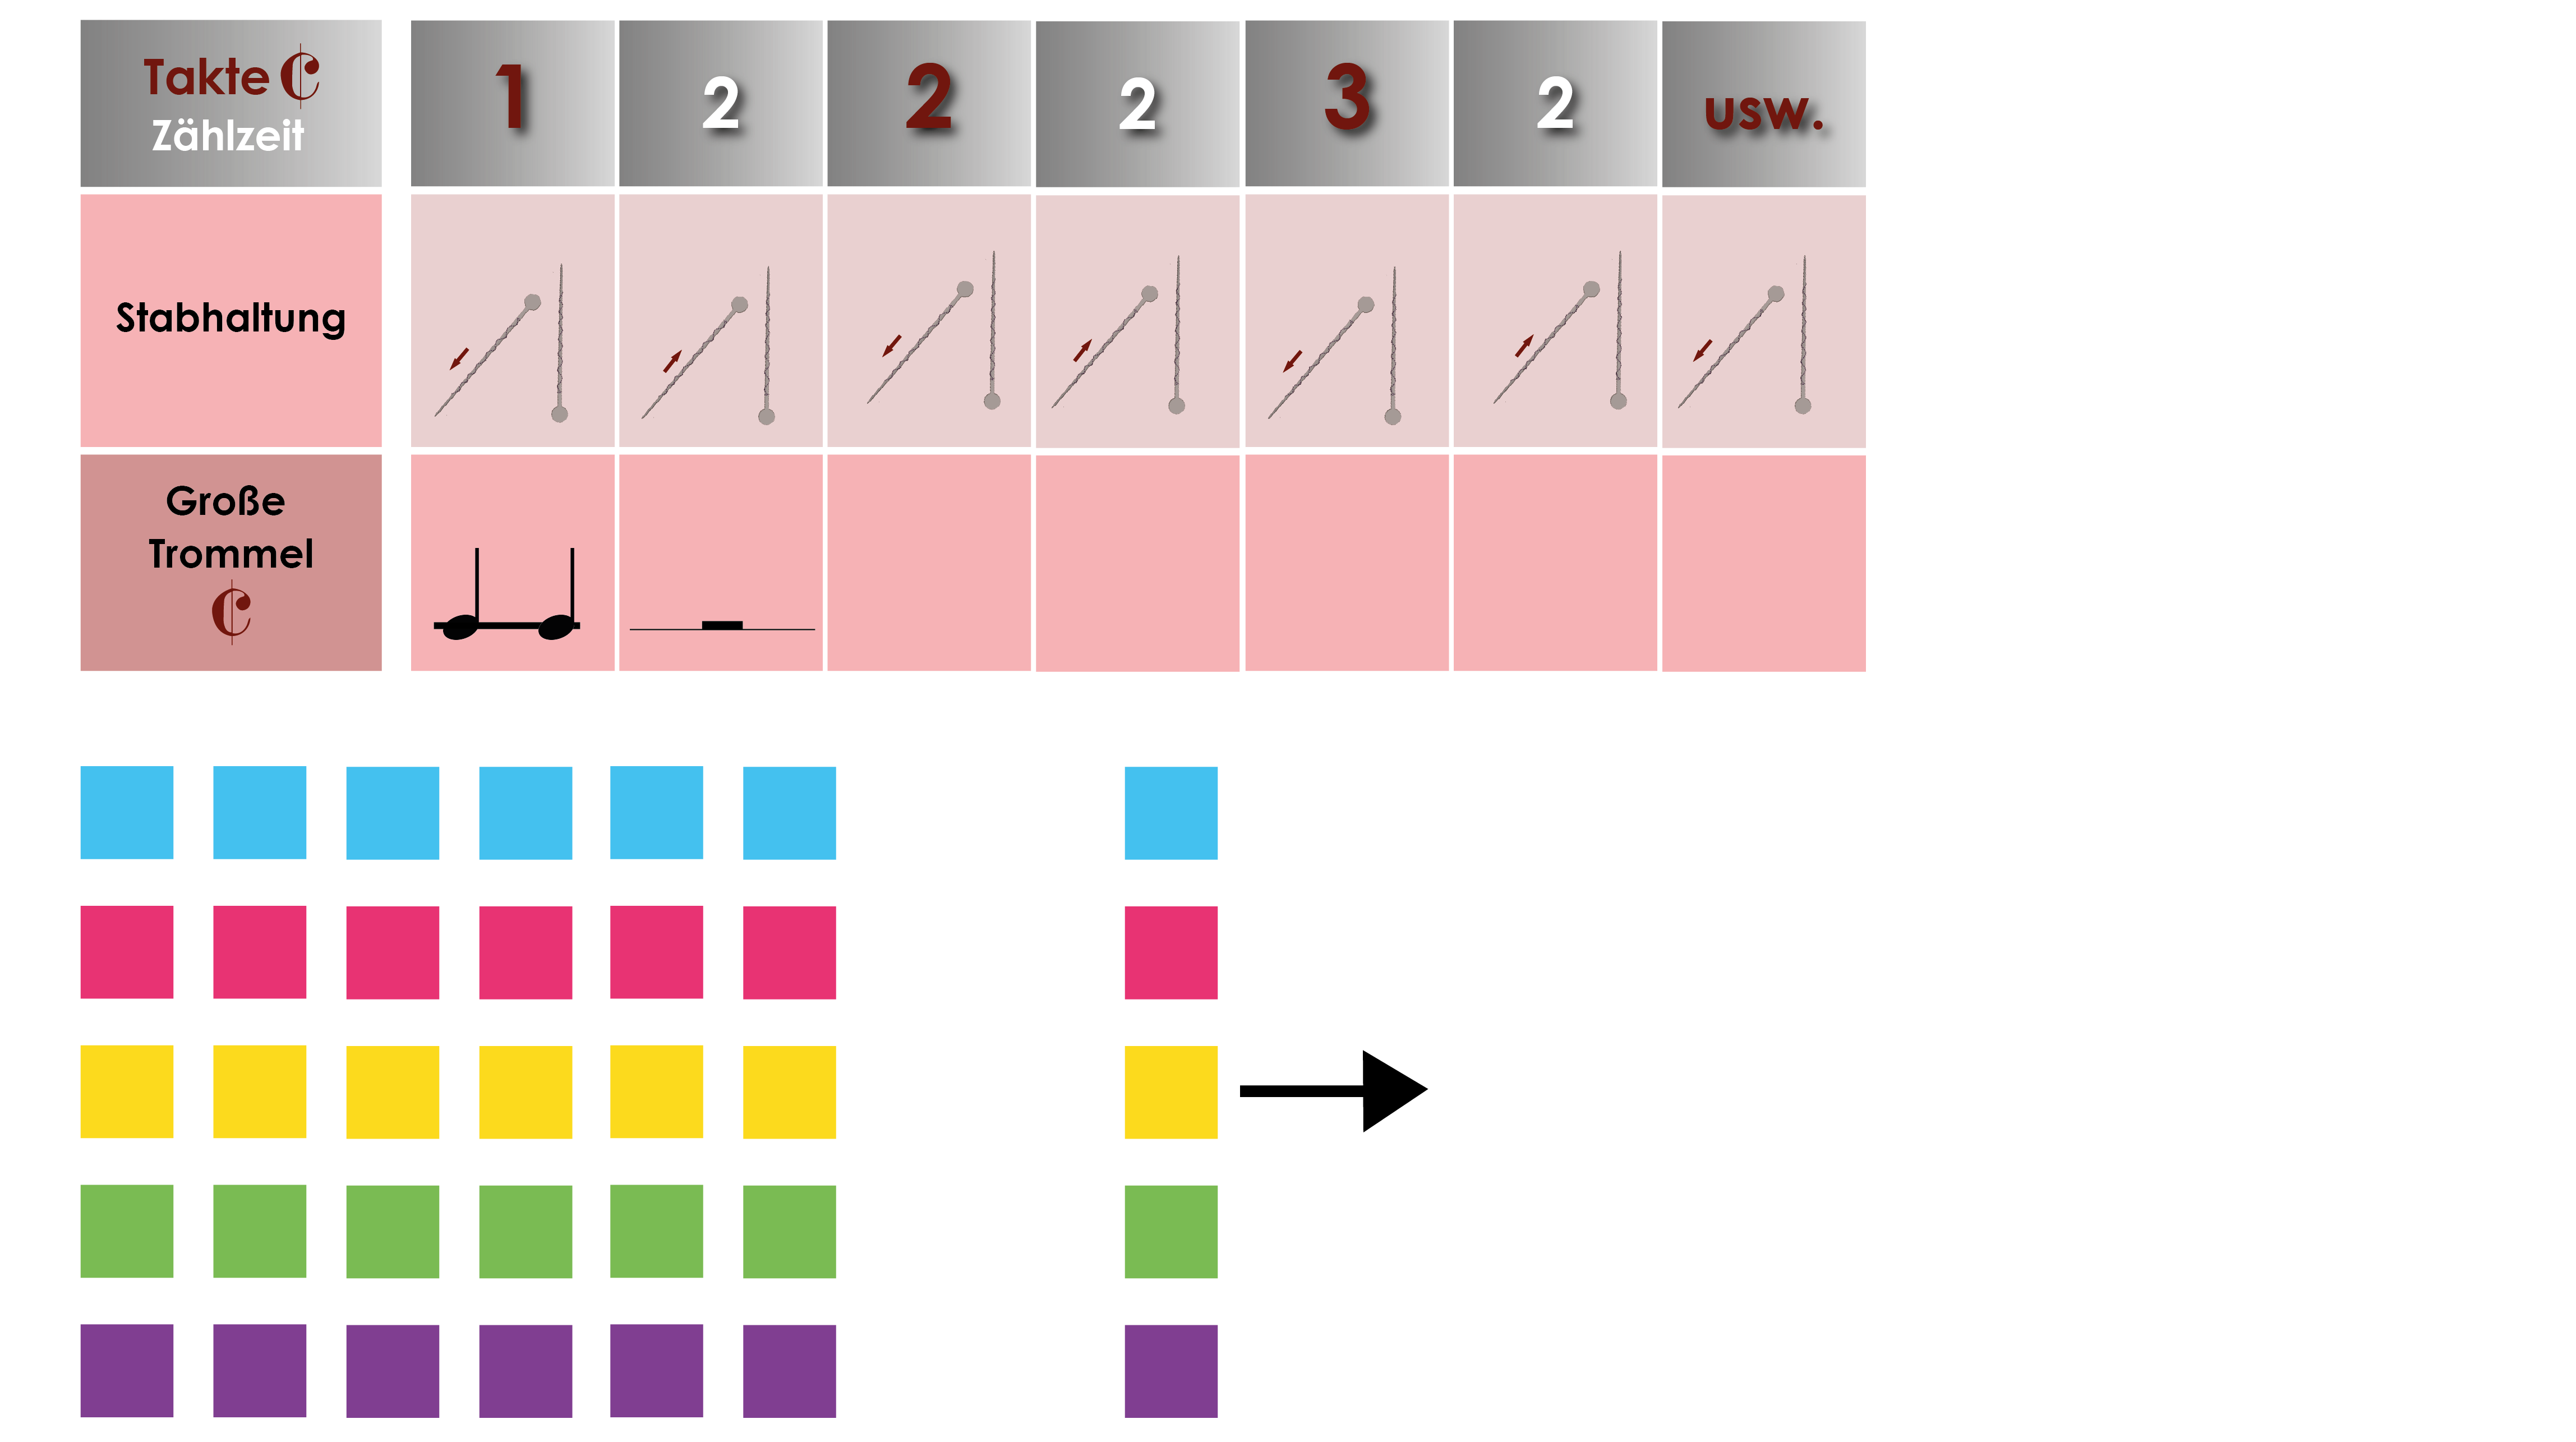 Takte 1 2 2 2 3 2 usw.
Zählzeit
Stabhaltung
Große
Trommel